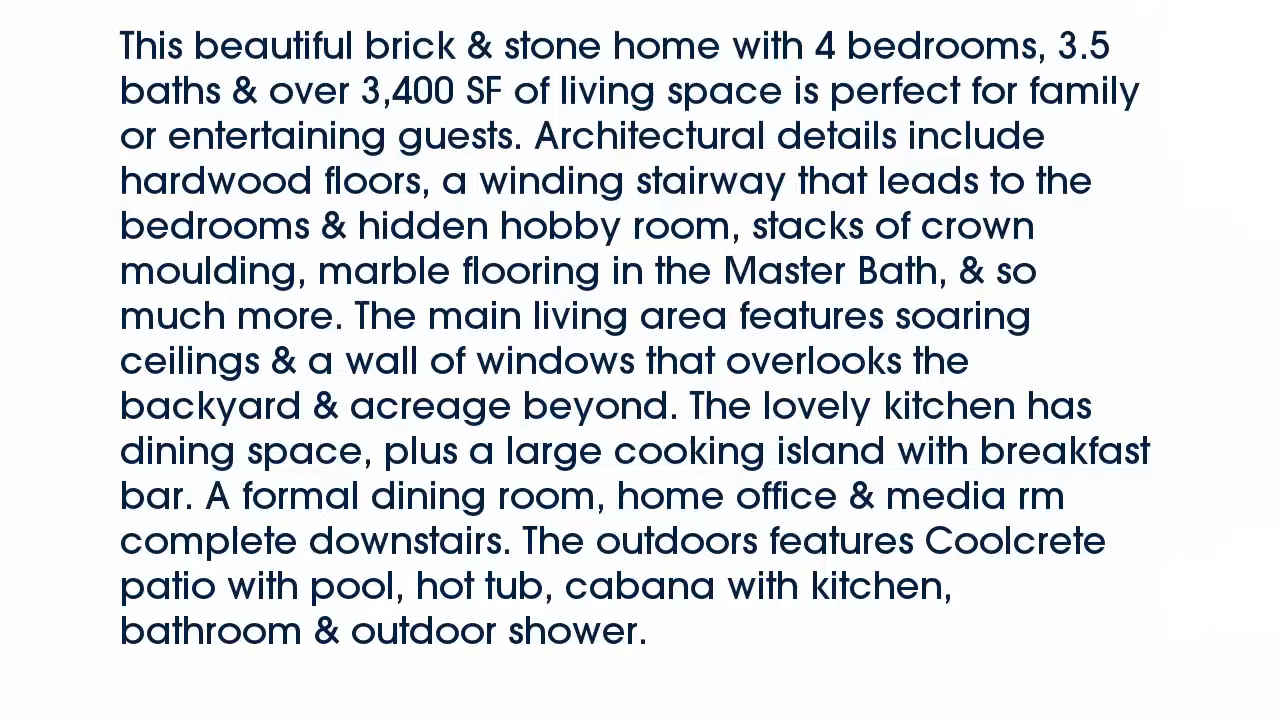 This beautiful brick & stone home with 4 bedrooms, 3.5
baths & over 3,400 SF of living space is perfect for family
or entertaining guests. Architectural details include
hardwood floors, a winding stairway that leads to the
bedrooms & hidden hobby room, stacks of crown
moulding, marble flooring in the Master Bath, & so
much more. The main living area features soaring
ceilings & a wall of windows that overlooks the
backyard & acreage beyond. The lovely kitchen has
dining space, plus a large cooking island with breakfast
bar. A formal dining room, home office & media rm
complete downstairs. The outdoors features Coolcrete
patio with pool, hot tub, cabana with kitchen,
bathroom & outdoor shower.